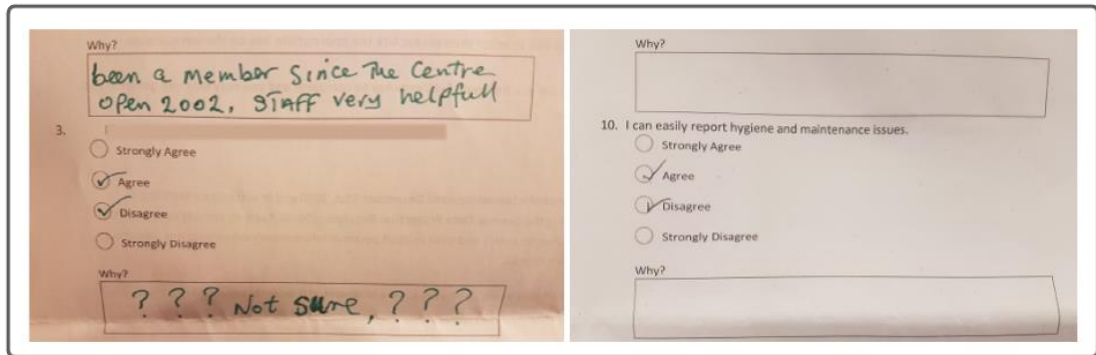 Why?
been a member since the centre
open 2002, STAFF very helpfull
3.
Strongly Agree
Agree
Disagree
Strongly Disagree
Why?
? ? ? Not sure, ? ? ?
Why?
10. I can easily report hygiene and maintenance issues.
Strongly Agree
Agree
Disagree
Strongly Disagree
Why?